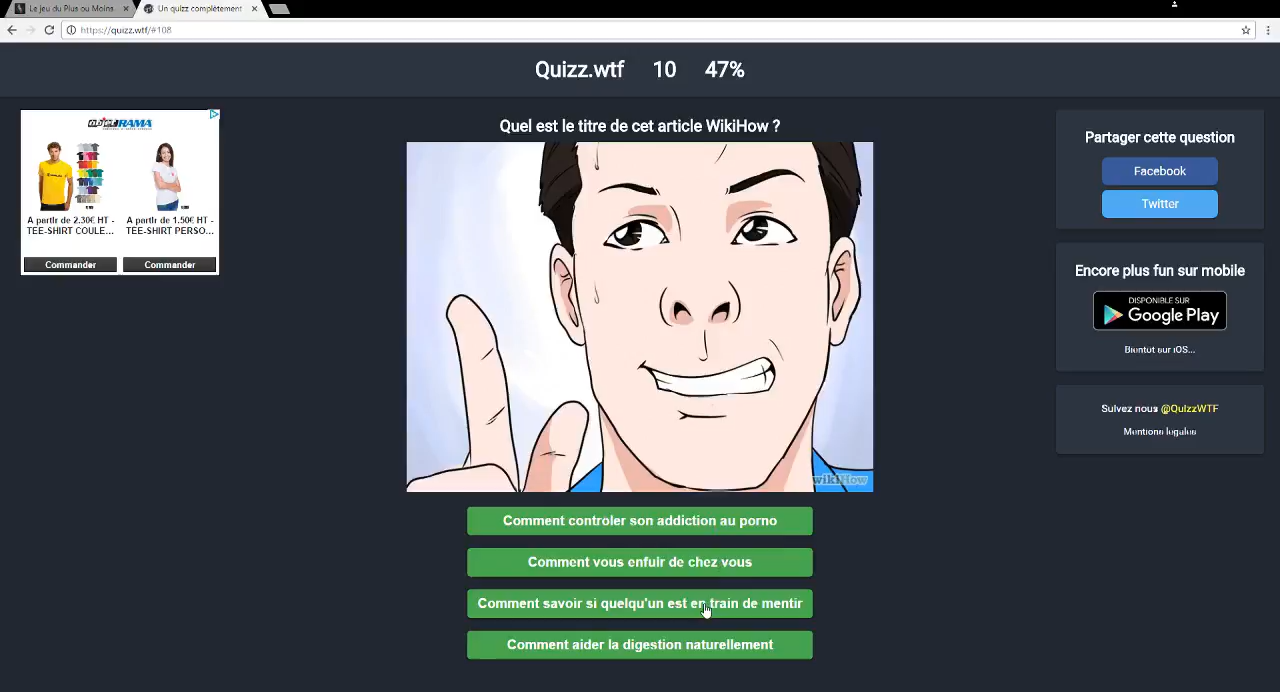 Le jeu du Plus ou Moins
Un quizz complètement
https://quizz.wtf/#108
Quizz.wtf 10 47%
RAMA
A partir de 2.30€ HT - TEE-SHIRT COULE...
Commander
A partir de 1.50€ HT - TEE-SHIRT PERSO...
Commander
Quel est le titre de cet article WikiHow ?
wikiHow
Comment controler son addiction au porno
Comment vous enfuir de chez vous
Comment savoir si quelqu'un est en train de mentir
Comment aider la digestion naturellement
Partager cette question
Facebook
Twitter
Encore plus fun sur mobile
DISPONIBLE SUR
Google Play
Bientot sur iOS...
Suivez nous @QuizzWTF
Mentions legales